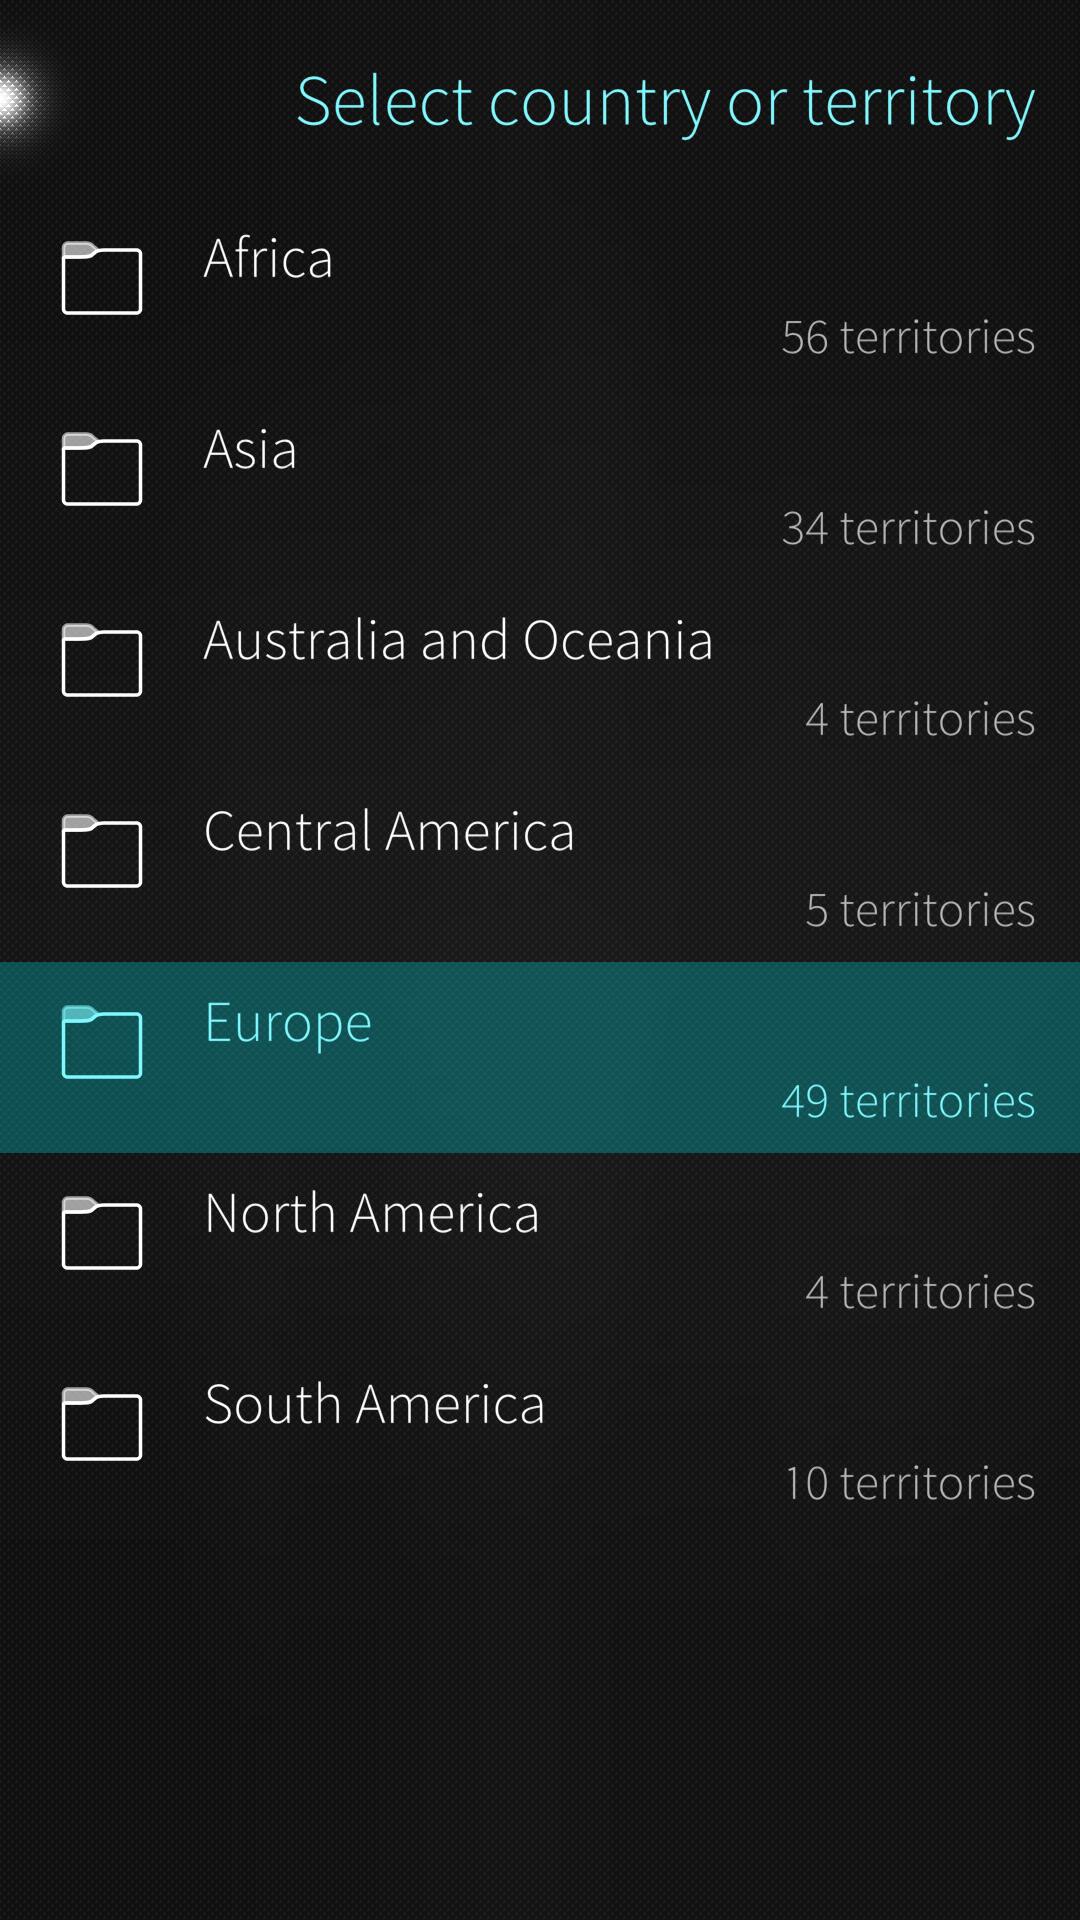 Select country or territory
Africa
56 territories
Asia
34 territories
Australia and Oceania
4 territories
Central America
5 territories
Europe
49 territories
North America
4 territories
South America
10 territories